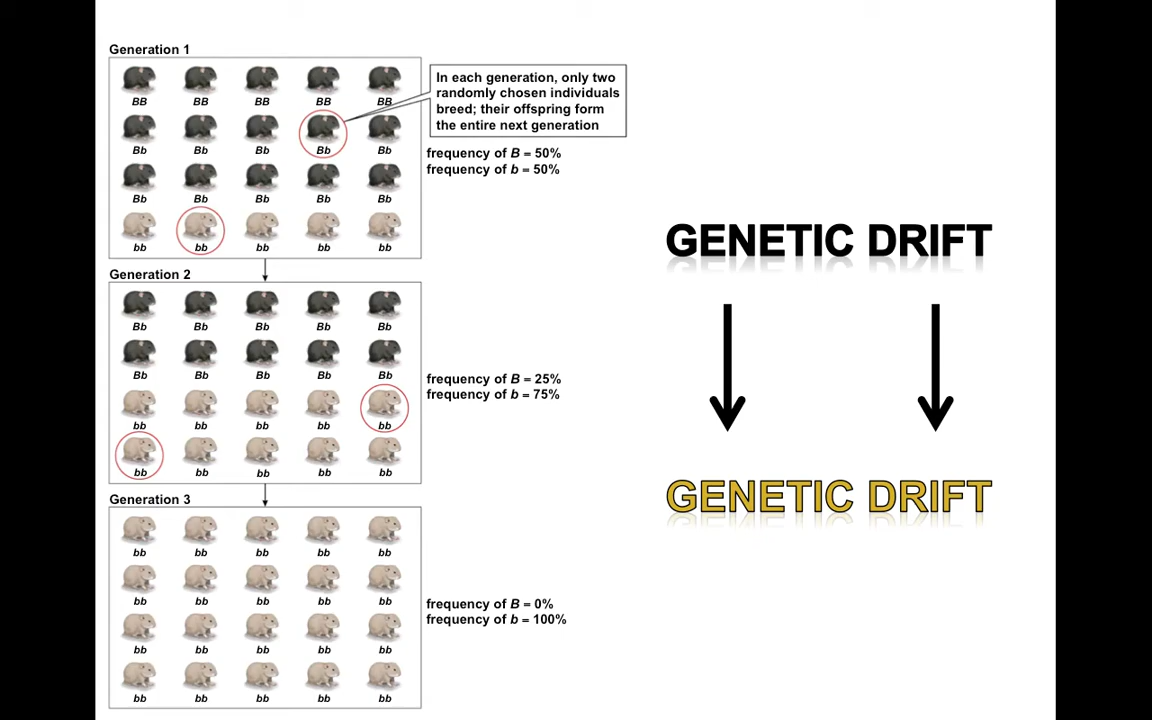 Generation 1
BB BB BB BB BB
In each generation, only two
randomly chosen individuals
breed; their offspring form
the entire next generation
Bb Bb Bb Bb Bb
frequency of B = 50%
frequency of b = 50%
Bb Bb Bb Bb Bb
bb bb bb bb bb
GENETIC DRIFT
Generation 2
Bb Bb Bb Bb Bb
Bb Bb Bb Bb Bb
frequency of B = 25%
frequency of b = 75%
bb bb bb bb bb
bb bb bb bb bb
GENETIC DRIFT
Generation 3
bb bb bb bb bb
bb bb bb bb bb
frequency of B = 0%
frequency of b = 100%
bb bb bb bb bb
bb bb bb bb bb